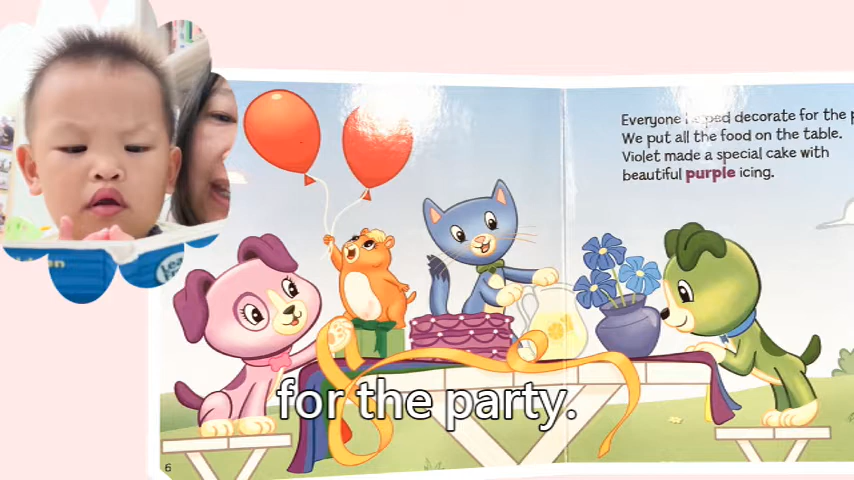 Everyone decorate for the
We put all the food on the table.
Violet made a special cake with
beautiful purple icing.
for the party.
6